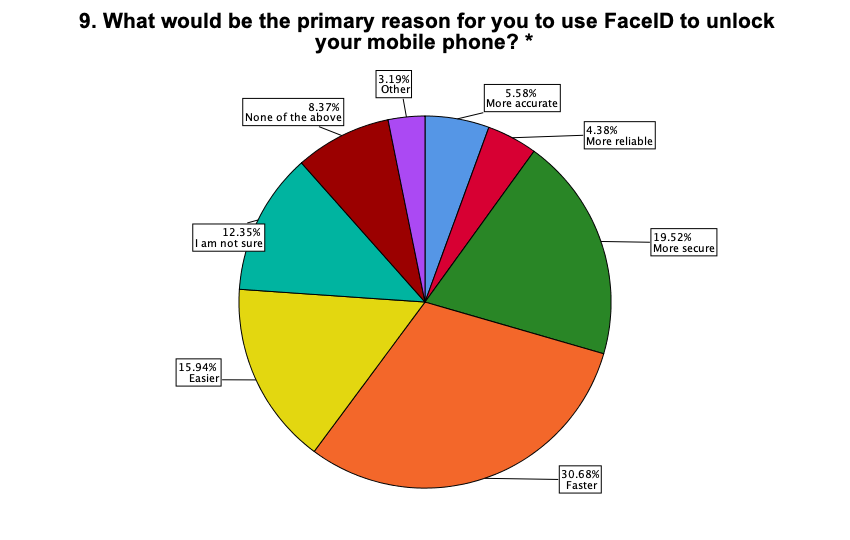 9. What would be the primary reason for you to use FaceID to unlock
your mobile phone? *
3.19%
Other
5.58%
More accurate
8.37%
None of the above
4.38%
More reliable
12.35%
I am not sure
19.52%
More secure
15.94%
Easier
30.68%
Faster